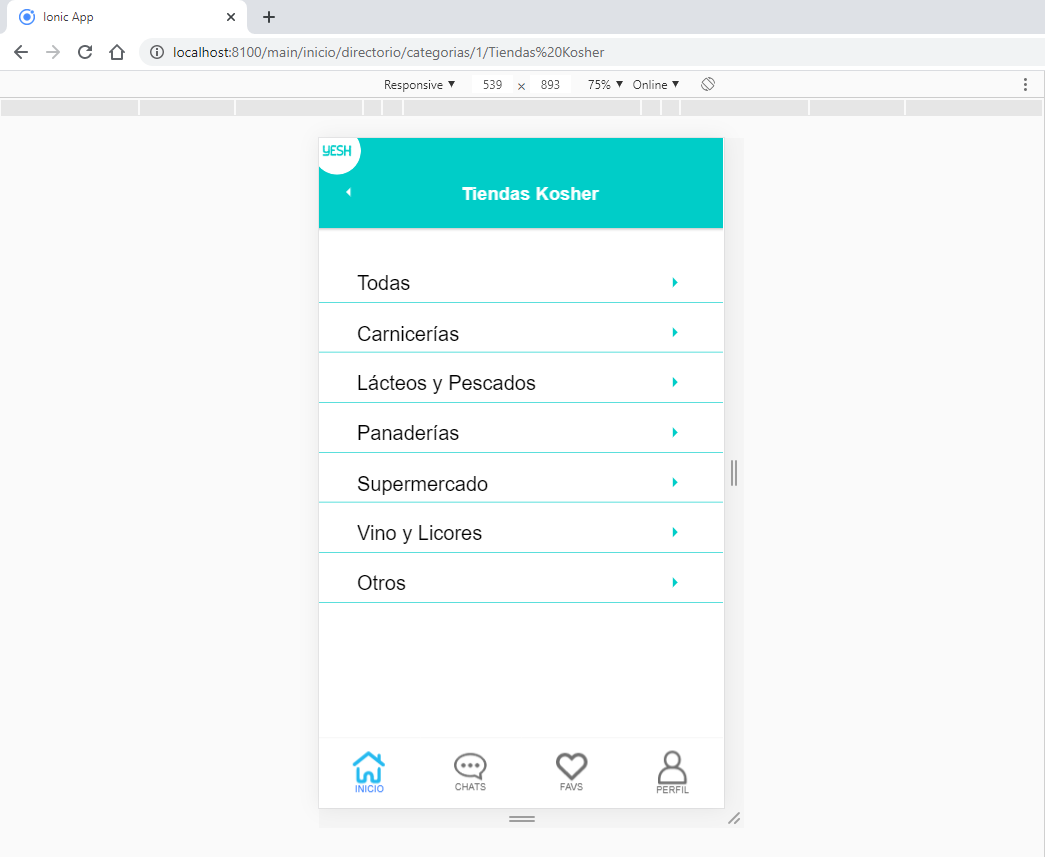 Ionic App
localhost:8100/main/inicio/directorio/categorias/1/Tiendas%20Kosher
Responsive ▼ 539 × 893 75% ▼ Online ▼
YESH
Tiendas Kosher
Todas
Carnicerías
Lácteos y Pescados
Panaderías
Supermercado
Vino y Licores
Otros
INICIO CHATS FAVS PERFIL